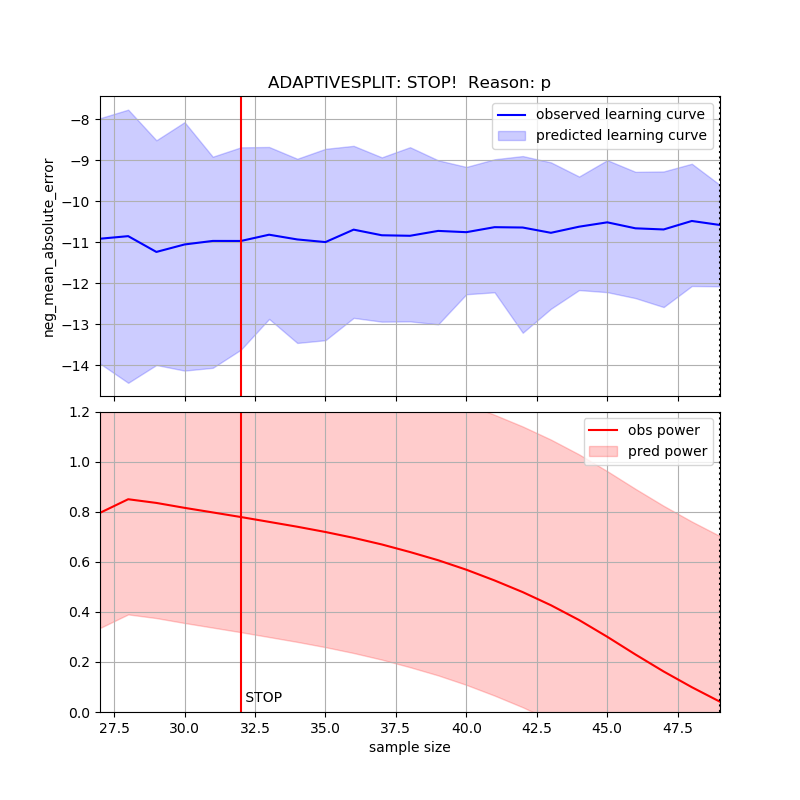 ADAPTIVESPLIT: STOP!  Reason: p
neg_mean_absolute_error
−8
−9
−10
−11
−12
−13
−14
observed learning curve
predicted learning curve
1.2
1.0
0.8
0.6
0.4
0.2
0.0
obs power
pred power
STOP
27.5 30.0 32.5 35.0 37.5 40.0 42.5 45.0 47.5
sample size